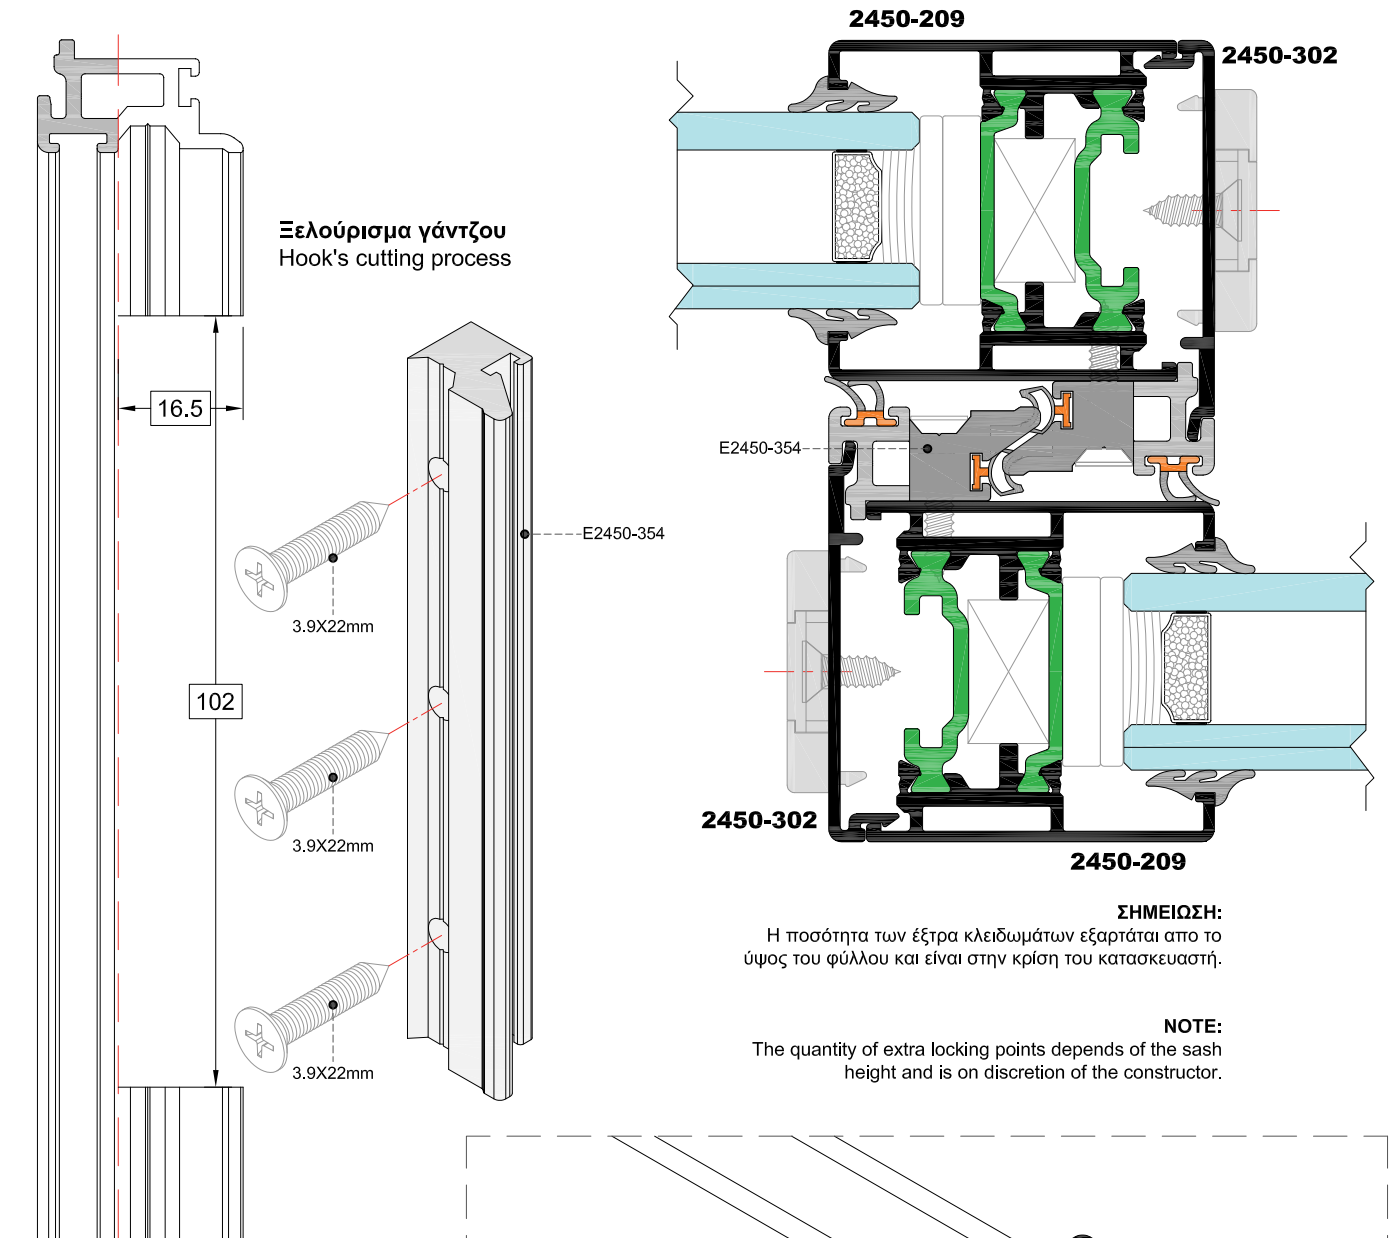 2450-209
2450-302
Ξελούρισμα γάντζου
Hook's cutting process
16.5
E2450-354
E2450-354
3.9X22mm
102
3.9X22mm
2450-302
2450-209
ΣΗΜΕΙΩΣΗ:
Η ποσότητα των έξτρα κλειδωμάτων εξαρτάται απο το
ύψος του φύλλου και είναι στην κρίση του κατασκευαστή.
NOTE:
The quantity of extra locking points depends of the sash
height and is on discretion of the constructor.
3.9X22mm